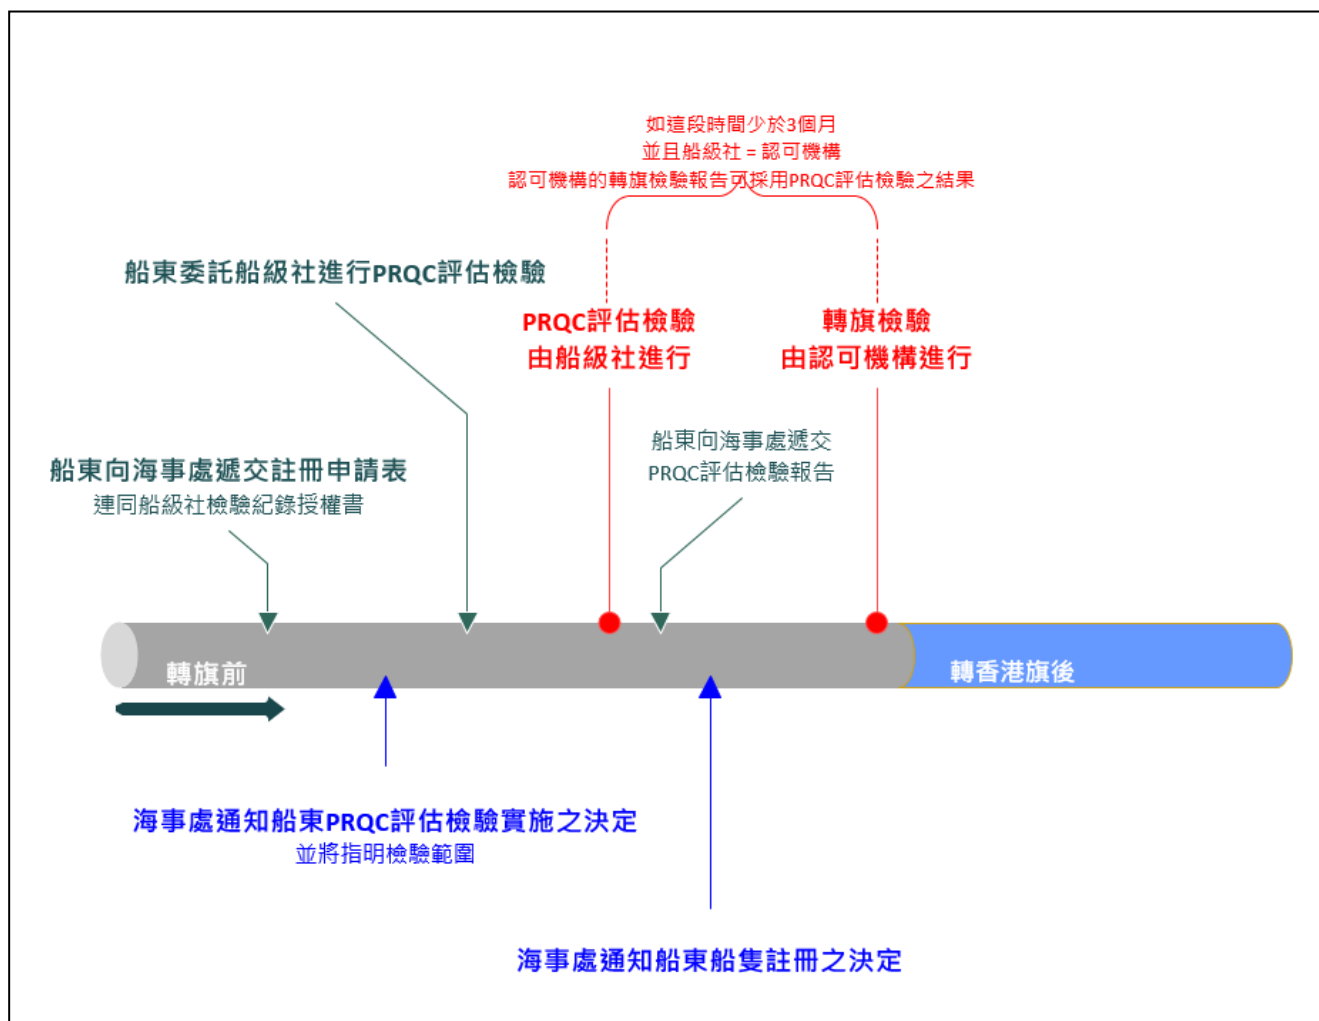 如這段時間少於3個月
並且船級社 = 認可機構
認可機構的轉旗檢驗報告可採用PRQC評估檢驗之結果
船東委託船級社進行PRQC評估檢驗
PRQC評估檢驗
由船級社進行
轉旗檢驗
由認可機構進行
船東向海事處遞交
PRQC評估檢驗報告
船東向海事處遞交註冊申請表
連同船級社檢驗紀錄授權書
轉旗前
轉香港旗後
海事處通知船東PRQC評估檢驗實施之決定
並將指明檢驗範圍
海事處通知船東船隻註冊之決定